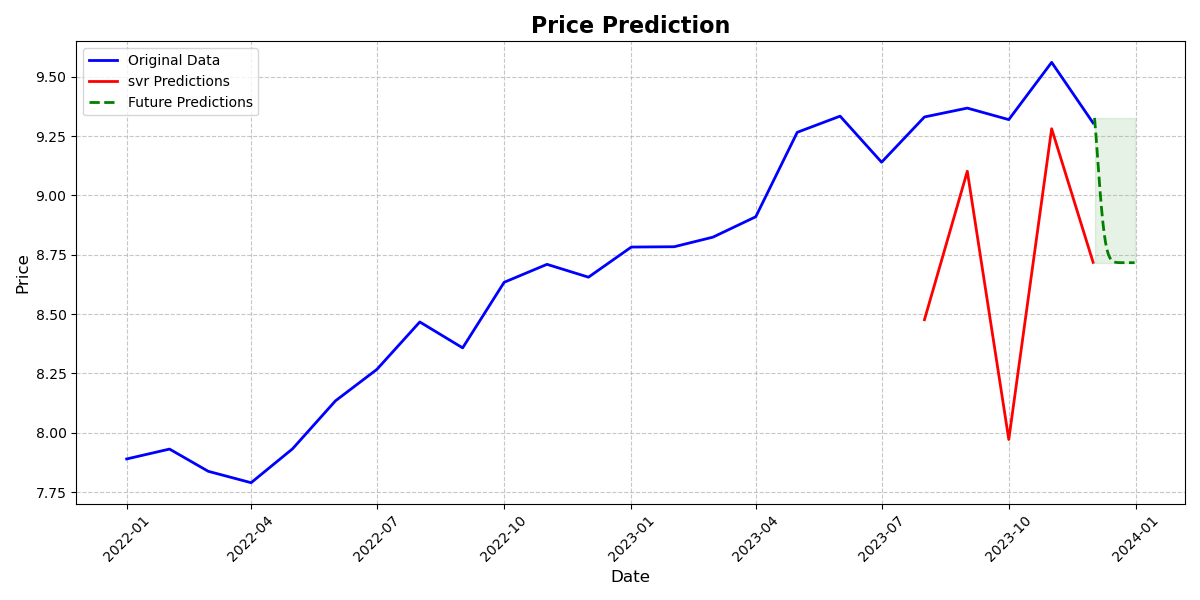 Price Prediction
Original Data
svr Predictions
Future Predictions
Price
9.50
9.25
9.00
8.75
8.50
8.25
8.00
7.75
2022-01
2022-04
2022-07
2022-10
2023-01
2023-04
2023-07
2023-10
2024-01
Date